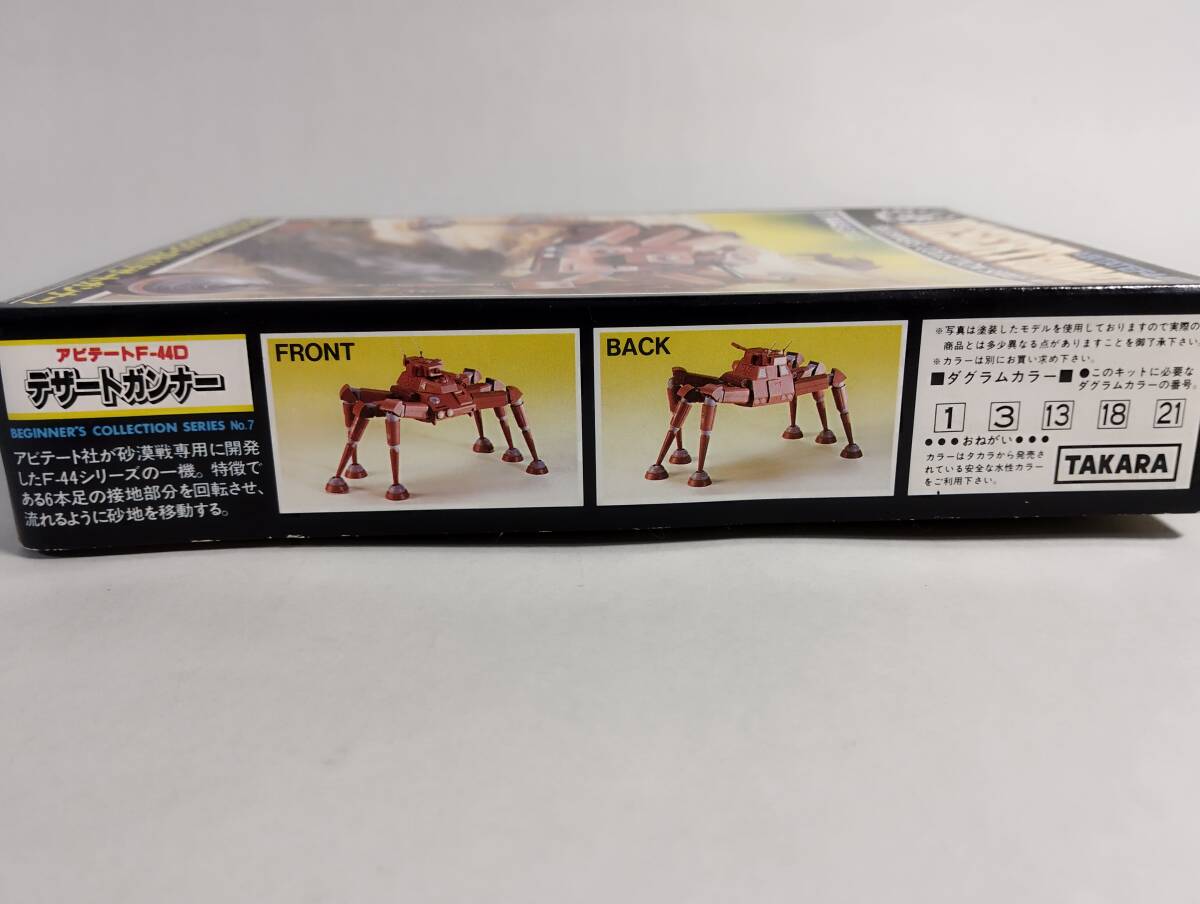 アビテートF-44D
デザートガンナー
BEGINNER'S COLLECTION SERIES No.7
アビテート社が砂漠戦専用に開発
したF-44シリーズの一機。特徴で
ある6本足の接地部分を回転させ、
流れるように砂地を移動する。
FRONT
BACK
※写真は塗装したモデルを使用しておりますので実際の
商品とは多少異なる点がありますことを御了承下さい。
※カラーは別にお買い求め下さい。
■ダグラムカラー■
●このキットに必要な
ダグラムカラーの番号。
1 3 13 18 21
●●●おねがい●●●
カラーはタカラから発売さ
れている安全な水性カラー
をご利用下さい。
TAKARA